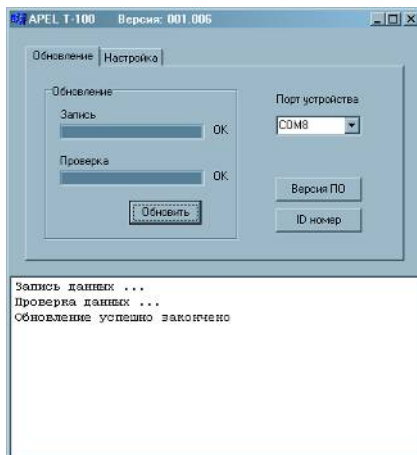 APEL T-100 Версия: 001.006
Обновление Настройка
Обновление
Запись
OK
Проверка
OK
Обновить
Порт устройства
COM8
Версия ПО
ID номер
Запись данных ...
Проверка данных ...
Обновление успешно закончено